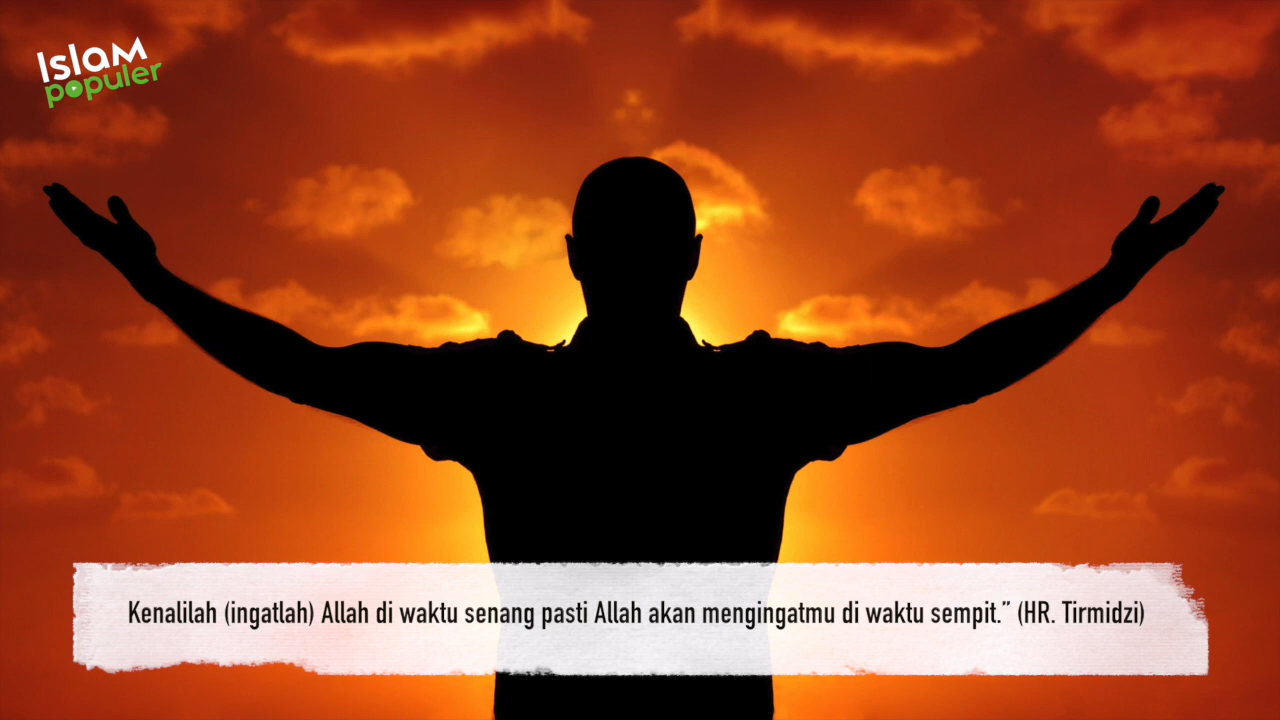 Islam
populer
Kenalilah (ingatlah) Allah di waktu senang pasti Allah akan mengingatmu di waktu sempit.” (HR. Tirmidzi)